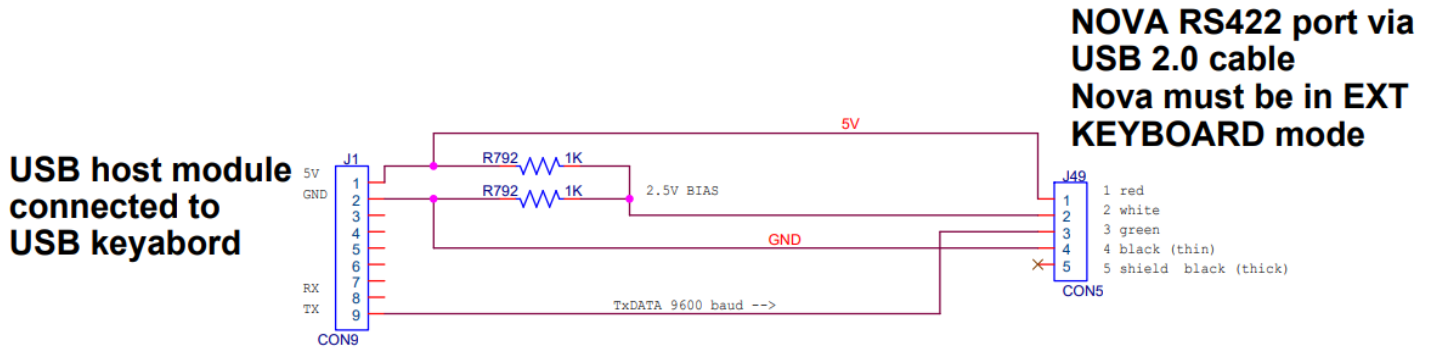 NOVA RS422 port via
USB 2.0 cable
Nova must be in EXT
KEYBOARD mode
USB host module
connected to
USB keyabord
J1
5V
GND
RX
TX
1
2
3
4
5
6
7
8
9
CON9
R792 1K
R792 1K
2.5V BIAS
5V
GND
TxDATA 9600 baud -->
J49
1
2
3
4
5
1 red
2 white
3 green
4 black (thin)
5 shield black (thick)
CON5